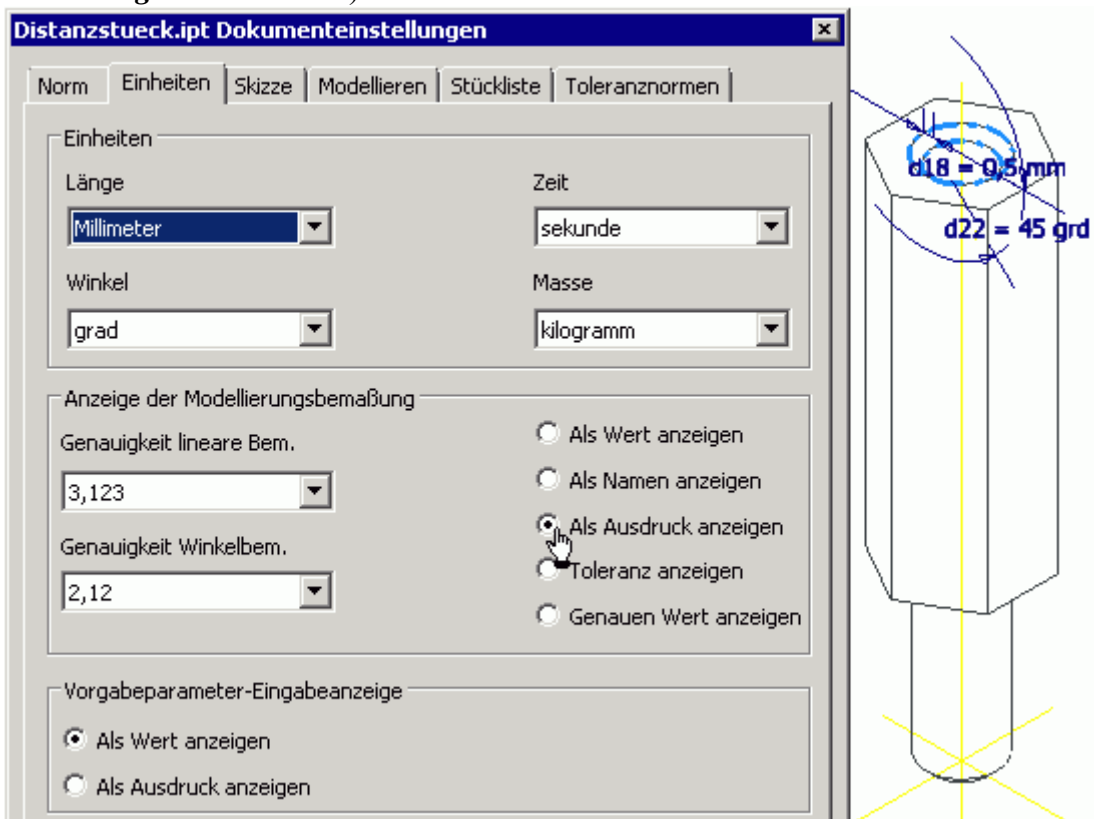 Distanzstueck.ipt Dokumenteinstellungen
Norm Einheiten Skizze Modellieren Stückliste Toleranznormen
Einheiten
Länge Zeit
Millimeter sekunde
Winkel Masse
grad kilogramm
Anzeige der Modellierungsbemaßung
Genauigkeit lineare Bem.
3,123
Genauigkeit Winkelbem.
2,12
Als Wert anzeigen
Als Namen anzeigen
Als Ausdruck anzeigen
Toleranz anzeigen
Genauen Wert anzeigen
Vorgabeparameter-Eingabeanzeige
Als Wert anzeigen
Als Ausdruck anzeigen
d18 = 0,5 mm
d22 = 45 grd